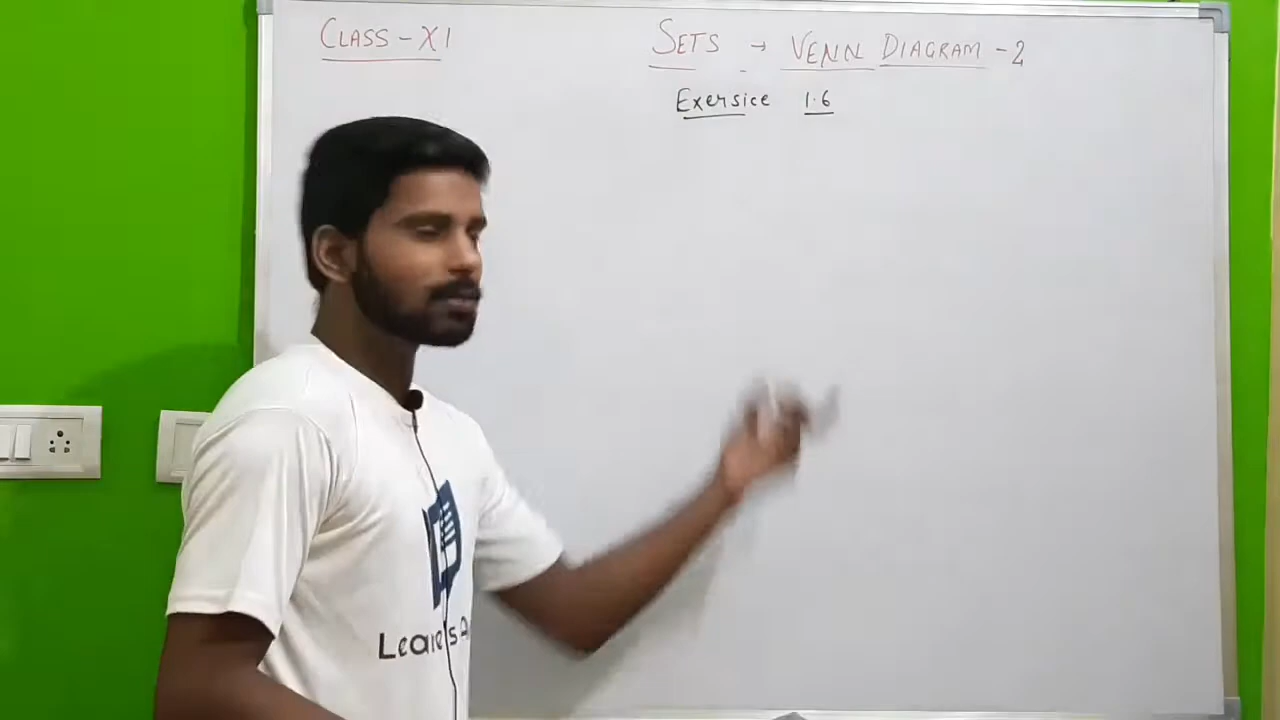 CLASS - XI
SETS → VENN DIAGRAM - 2
Exersice 1.6